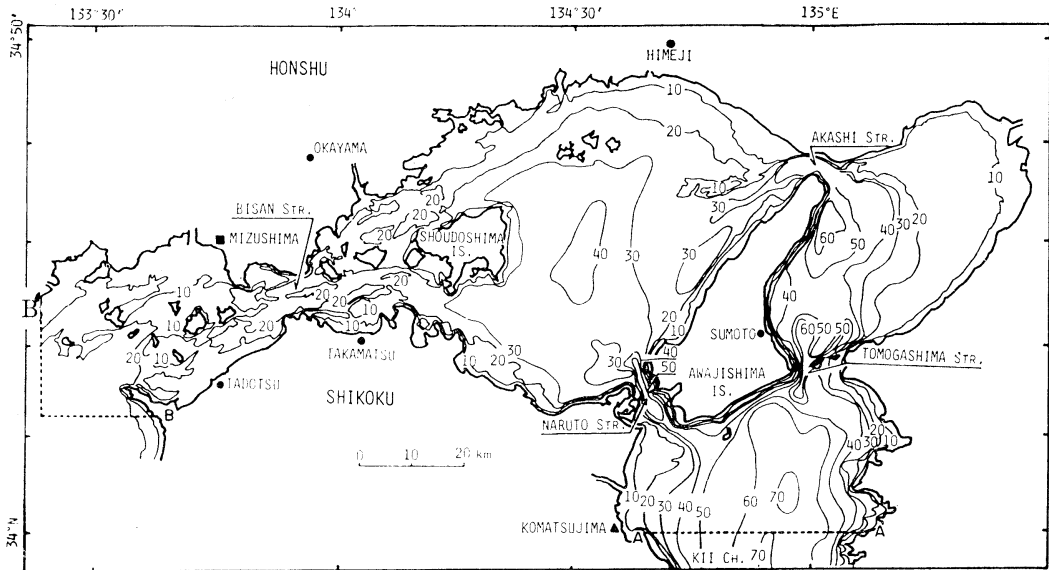 133°30' 134° 134°30' 135°E
34°50'
HIMEJI
HONSHU
10
20
AKASHI STR.
OKAYAMA
10
10
30
BISAN STR.
20
20
20
MIZUSHIMA
SHOUDOSHIMA
IS.
40
30
30
60
50
40
30
20
B
10
20
20
10
20
10
20
10
10
20
10
20
30
TAKAMATSU
TADOTSU
B
SHIKOKU
20
10
40
SUMOTO
60
50
50
TOMOGASHIMA STR.
30
40
50
AWAJISHIMA
IS.
NARUTO STR.
0 10 20 km
20
40
30
10
10
20
30
40
50
60
70
34°N
KOMATSUJIMA
A
A
KII CH. 70